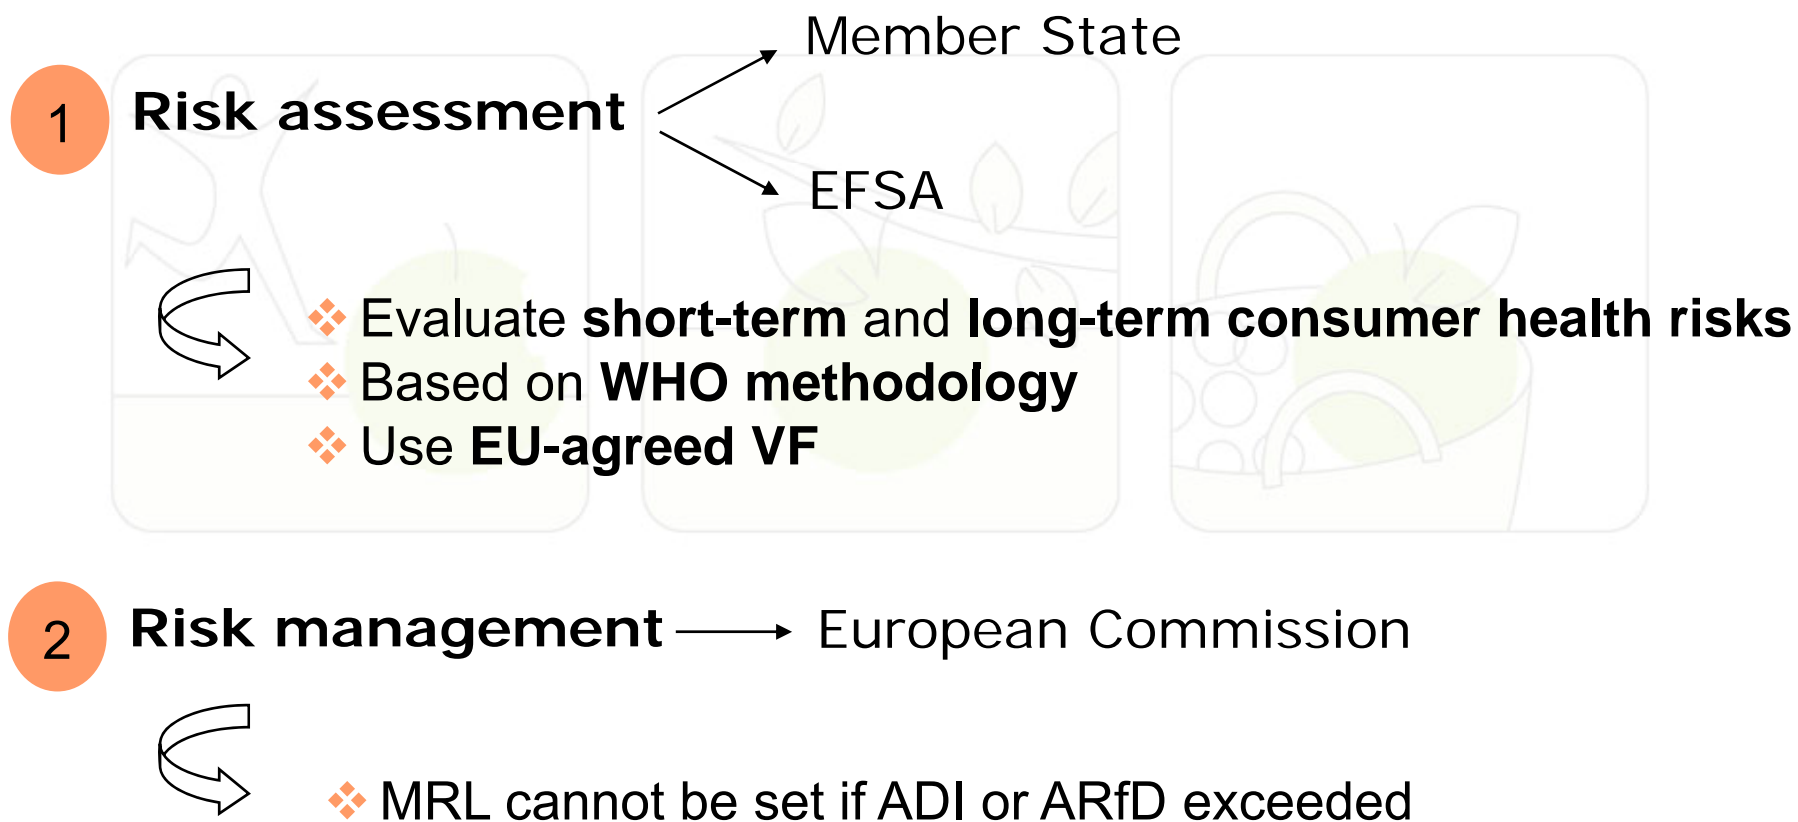 Member State
1
Risk assessment
EFSA
❖ Evaluate short-term and long-term consumer health risks
❖ Based on WHO methodology
❖ Use EU-agreed VF
2
Risk management
European Commission
❖ MRL cannot be set if ADI or ARfD exceeded